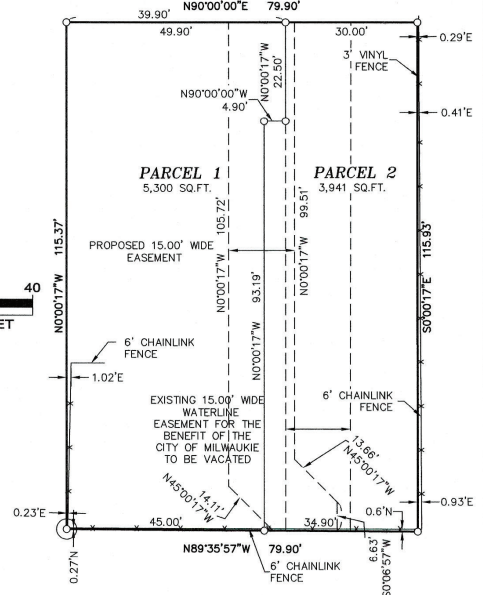 N90°00'00"E 79.90'
39.90'
49.90'
30.00'
0.29'E
3' VINYL
FENCE
N0°00'17"W
22.50'
N90°00'00"W
4.90'
0.41'E
PARCEL 1
5,300 SQ.FT.
PARCEL 2
3,941 SQ.FT.
105.72'
N0°00'17"W
99.51'
N0°00'17"W
115.37'
N0°00'17"W
115.93'
S0°00'17"E
PROPOSED 15.00' WIDE
EASEMENT
93.19'
N0°00'17"W
40
ET
6' CHAINLINK
FENCE
1.02'E
EXISTING 15.00' WIDE
WATERLINE
EASEMENT FOR THE
BENEFIT OF THE
CITY OF MILWAUKIE
TO BE VACATED
6' CHAINLINK
FENCE
13.66'
N45°00'17"W
14.11'
N45°00'17"W
0.93'E
0.6'N
0.23'E
45.00'
34.90'
6.63'
S0°06'57"W
0.27'N
N89°35'57"W 79.90'
6' CHAINLINK
FENCE